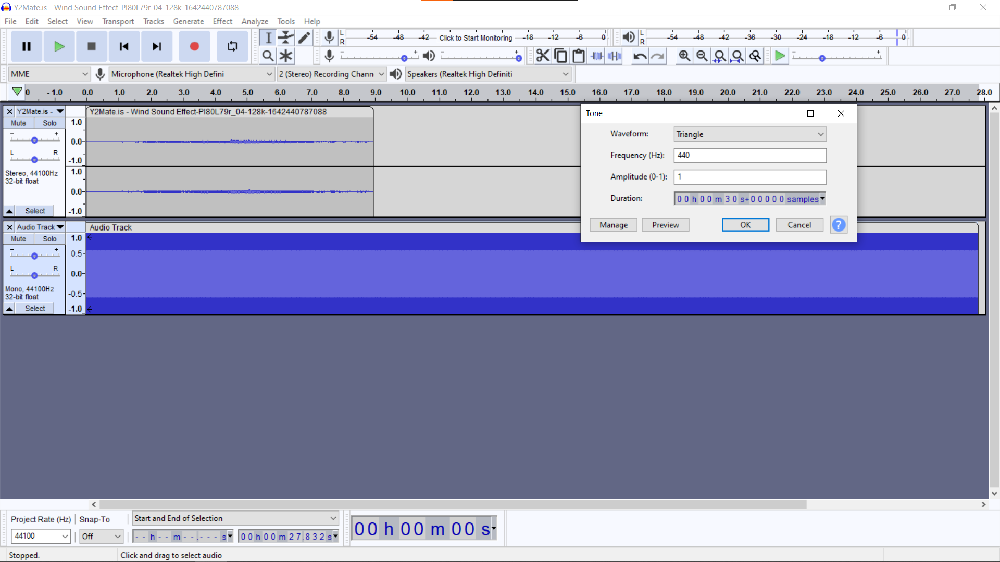 Y2Mate.is - Wind Sound Effect-PI80L79r_04-128k-1642440787088
File Edit Select View Transport Tracks Generate Effect Analyze Tools Help
L R -54 -48 -42 Click to Start Monitoring -18 -12 -6 0
L R -54 -48 -42 -36 -30 -24 -18 -12 -6 0
- + - + - +
MME Microphone (Realtek High Defini 2 (Stereo) Recording Chann Speakers (Realtek High Definiti
0 -1.0 0.0 1.0 2.0 3.0 4.0 5.0 6.0 7.0 8.0 9.0 10.0 11.0 12.0 13.0 14.0 15.0 16.0 17.0 18.0 19.0 20.0 21.0 22.0 23.0 24.0 25.0 26.0 27.0 28.0
Y2Mate.is - Y2Mate.is - Wind Sound Effect-PI80L79r_04-128k-1642440787088
Mute Solo 1.0
- +
0.0
L R
-1.0
Stereo, 44100Hz 1.0
32-bit float
0.0
Select -1.0
Tone
Waveform: Triangle
Frequency (Hz): 440
Amplitude (0-1): 1
Duration: 00 h 00 m 30 s+00000 samples
Manage Preview OK Cancel ?
Audio Track Audio Track
Mute Solo 1.0
- + 0.5
L R 0.0
Mono, 44100Hz
32-bit float -0.5
Select -1.0
Project Rate (Hz) Snap-To Start and End of Selection
44100 Off -- h -- m --.--- s 00 h 00 m 27.832 s
00 h 00 m 00 s
Stopped. Click and drag to select audio